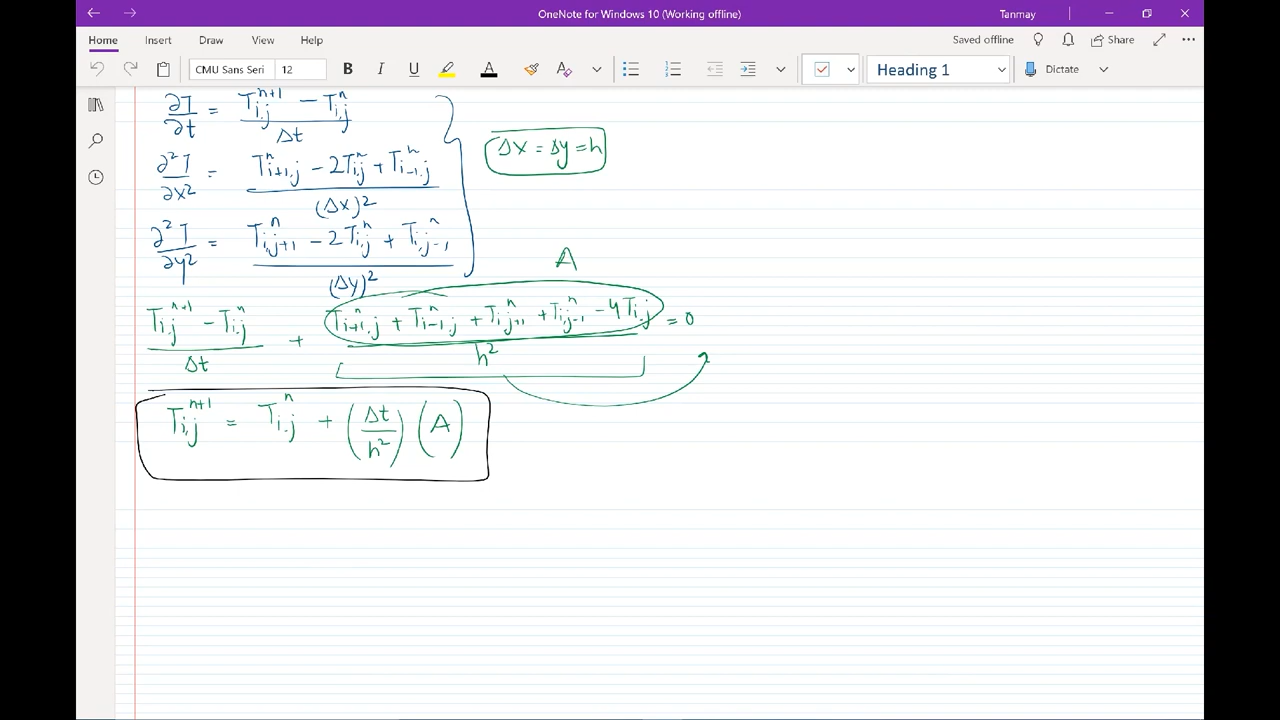 OneNote for Windows 10 (Working offline)
Tanmay
Home Insert Draw View Help
Saved offline Share
CMU Sans Seri 12 B I U A Heading 1 Dictate
∂T/∂t = (T_{i,j}^{n+1} - T_{i,j}^{n})/Δt
Δx = Δy = h
∂²T/∂x² = (T_{i+1,j}^{n} - 2T_{i,j}^{n} + T_{i-1,j}^{n})/(Δx)²
∂²T/∂y² = (T_{i,j+1}^{n} - 2T_{i,j}^{n} + T_{i,j-1}^{n})/(Δy)²
A
(T_{i,j}^{n+1} - T_{i,j}^{n})/Δt + (T_{i+1,j}^{n} + T_{i-1,j}^{n} + T_{i,j+1}^{n} + T_{i,j-1}^{n} - 4T_{i,j})/h² = 0
T_{i,j}^{n+1} = T_{i,j}^{n} + (Δt/h²)(A)